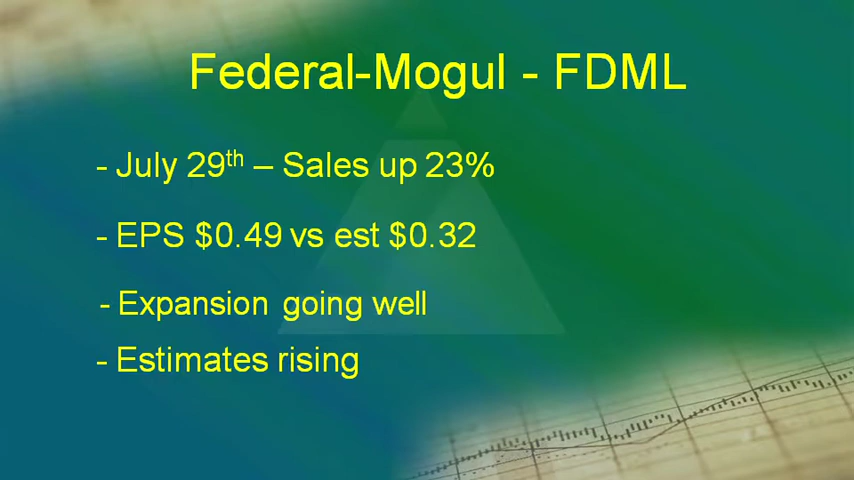 Federal-Mogul - FDML
- July 29th – Sales up 23%
- EPS $0.49 vs est $0.32
- Expansion going well
- Estimates rising